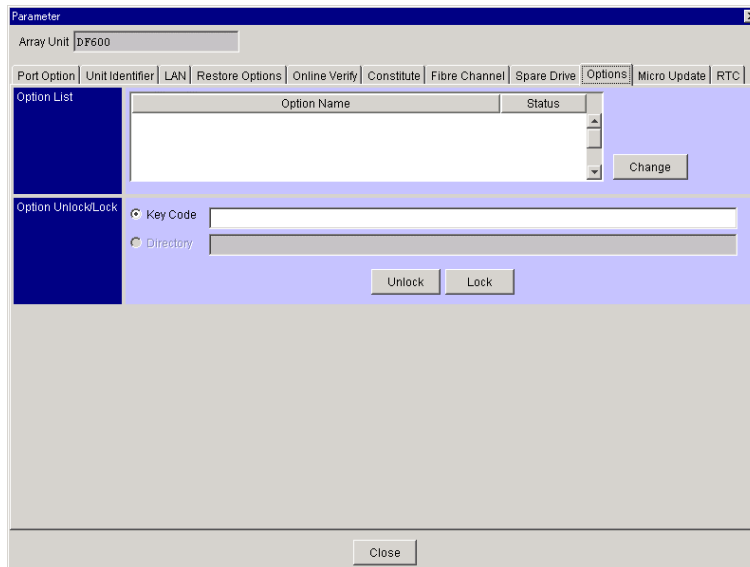 Parameter
Array Unit DF600
Port Option Unit Identifier LAN Restore Options Online Verify Constitute Fibre Channel Spare Drive Options Micro Update RTC
Option List
Option Name Status
Change
Option Unlock/Lock
Key Code
Directory
Unlock Lock
Close